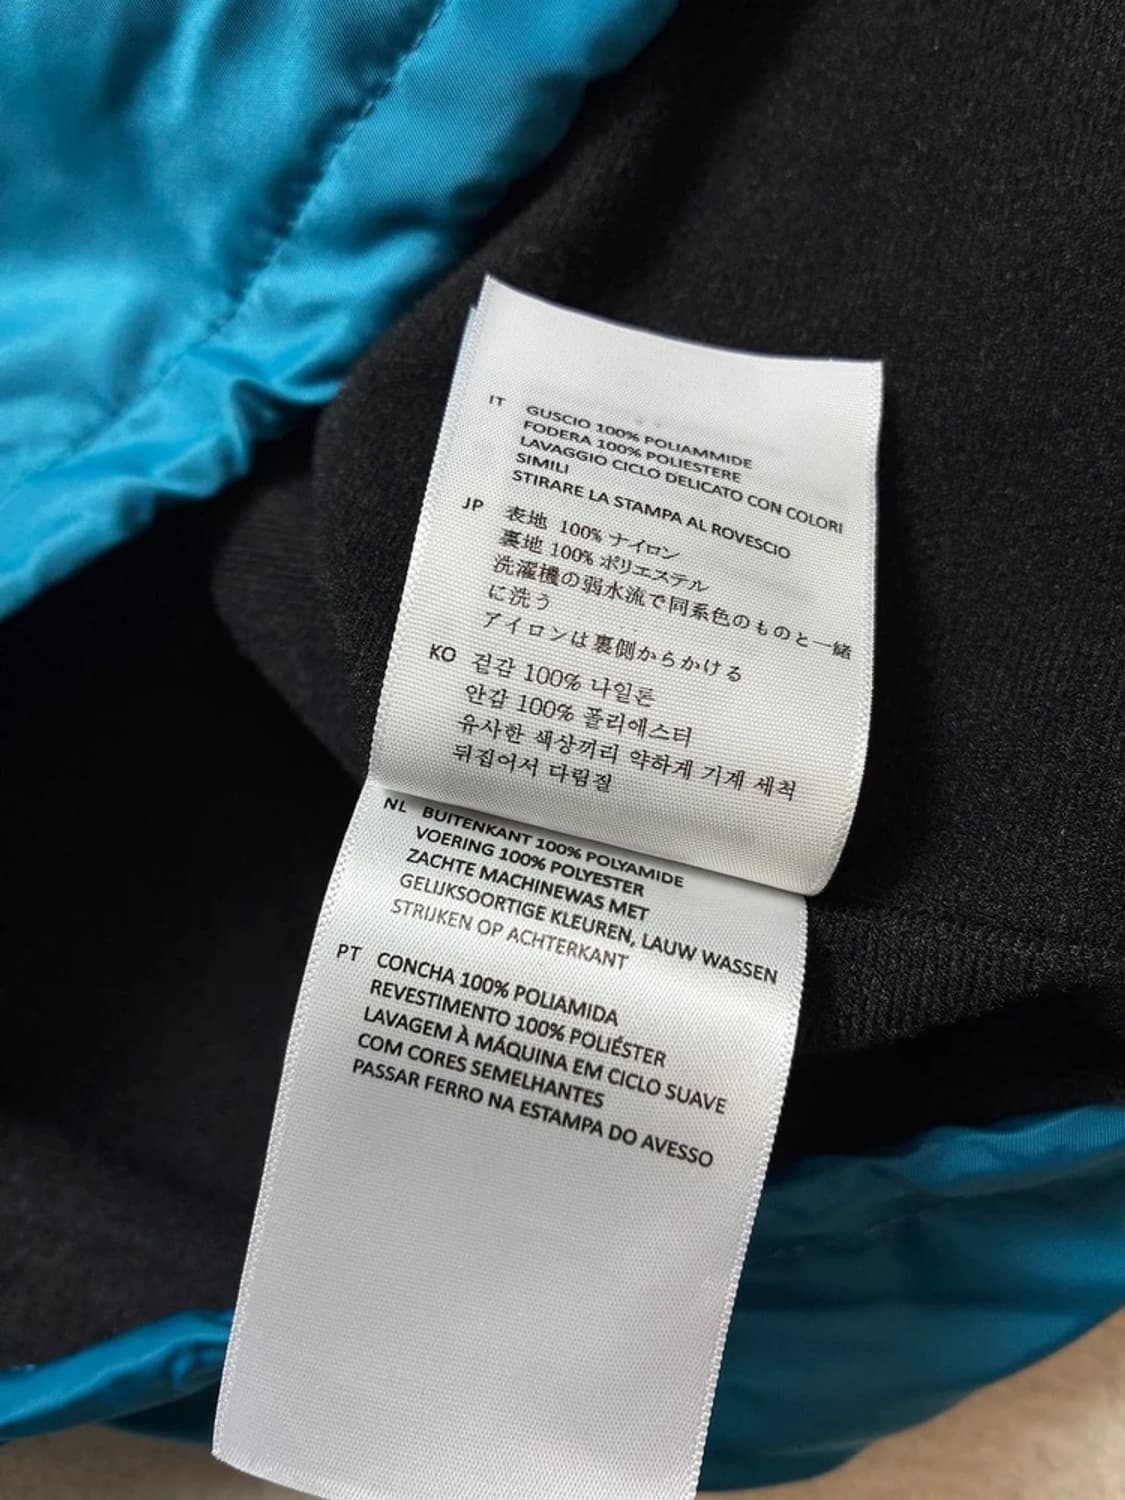 IT GUSCIO 100% POLIAMMIDE
FODERA 100% POLIESTERE
LAVAGGIO CICLO DELICATO CON COLORI
SIMILI
STIRARE LA STAMPA AL ROVESCIO
JP 表地 100% ナイロン
裏地 100% ポリエステル
洗濯機の弱水流で同系色のものと一緒
に洗う
アイロンは裏側からかける
KO 겉감 100% 나일론
안감 100% 폴리에스터
유사한 색상끼리 약하게 기계 세척
뒤집어서 다림질
NL BUITENKANT 100% POLYAMIDE
VOERING 100% POLYESTER
ZACHTE MACHINEWAS MET
GELIJKSOORTIGE KLEUREN, LAUW WASSEN
STRIJKEN OP ACHTERKANT
PT CONCHA 100% POLIAMIDA
REVESTIMENTO 100% POLIÉSTER
LAVAGEM À MÁQUINA EM CICLO SUAVE
COM CORES SEMELHANTES
PASSAR FERRO NA ESTAMPA DO AVESSO